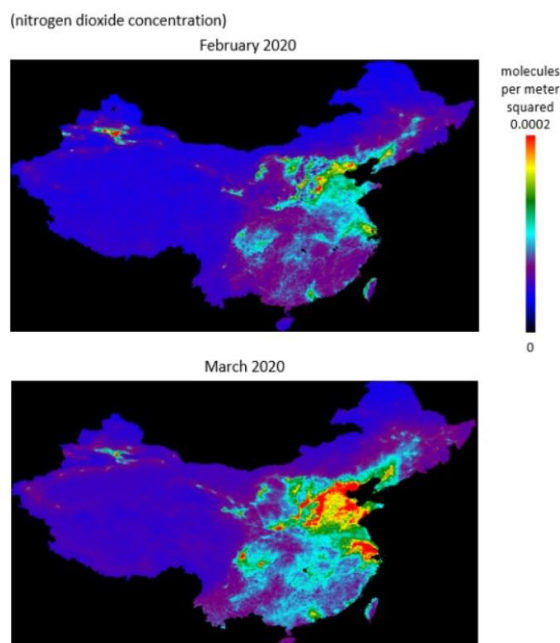 (nitrogen dioxide concentration)
February 2020
molecules
per meter
squared
0.0002
0
March 2020